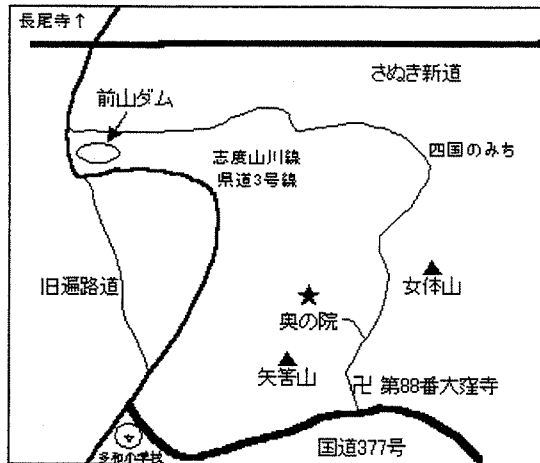 長尾寺↑
さぬき新道
前山ダム
四国のみち
志度山川線
県道3号線
旧遍路道
女体山
奥の院
矢筈山
卍 第88番大窪寺
国道377号
多和小学校